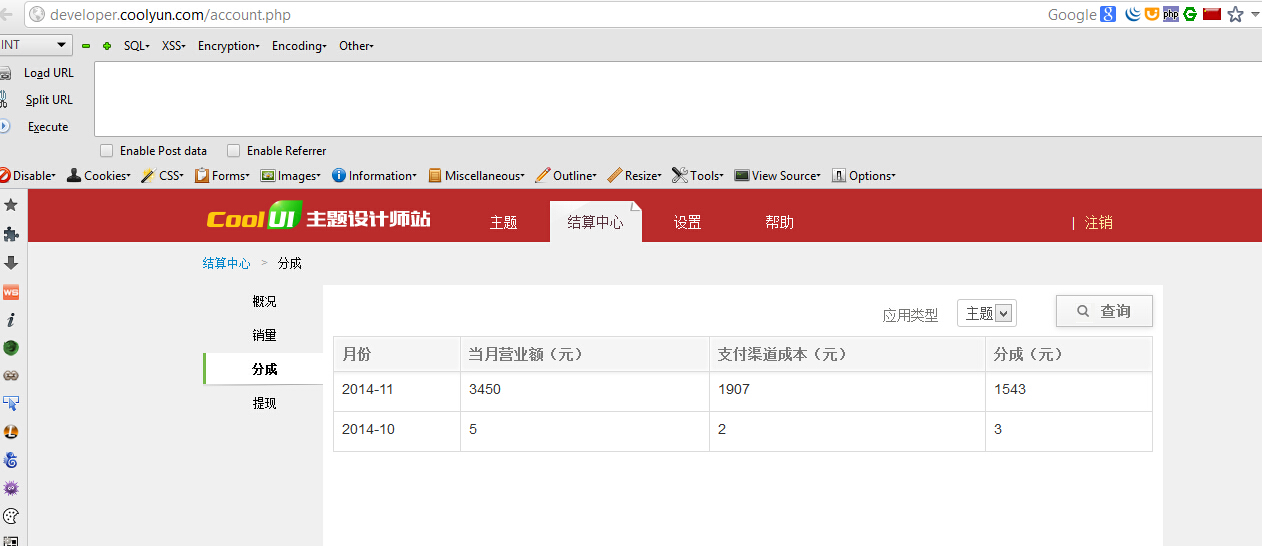 developer.coolyun.com/account.php Google 8 php
INT SQL XSS Encryption Encoding Other
Load URL
Split URL
Execute
Enable Post data Enable Referrer
Disable Cookies CSS Forms Images Information Miscellaneous Outline Resize Tools View Source Options
Cool UI 主题设计师站 主题 结算中心 设置 帮助 | 注销
结算中心 > 分成
概况
销量
分成
提现
应用类型 主题 查询
月份 当月营业额（元） 支付渠道成本（元） 分成（元）
2014-11 3450 1907 1543
2014-10 5 2 3
WS